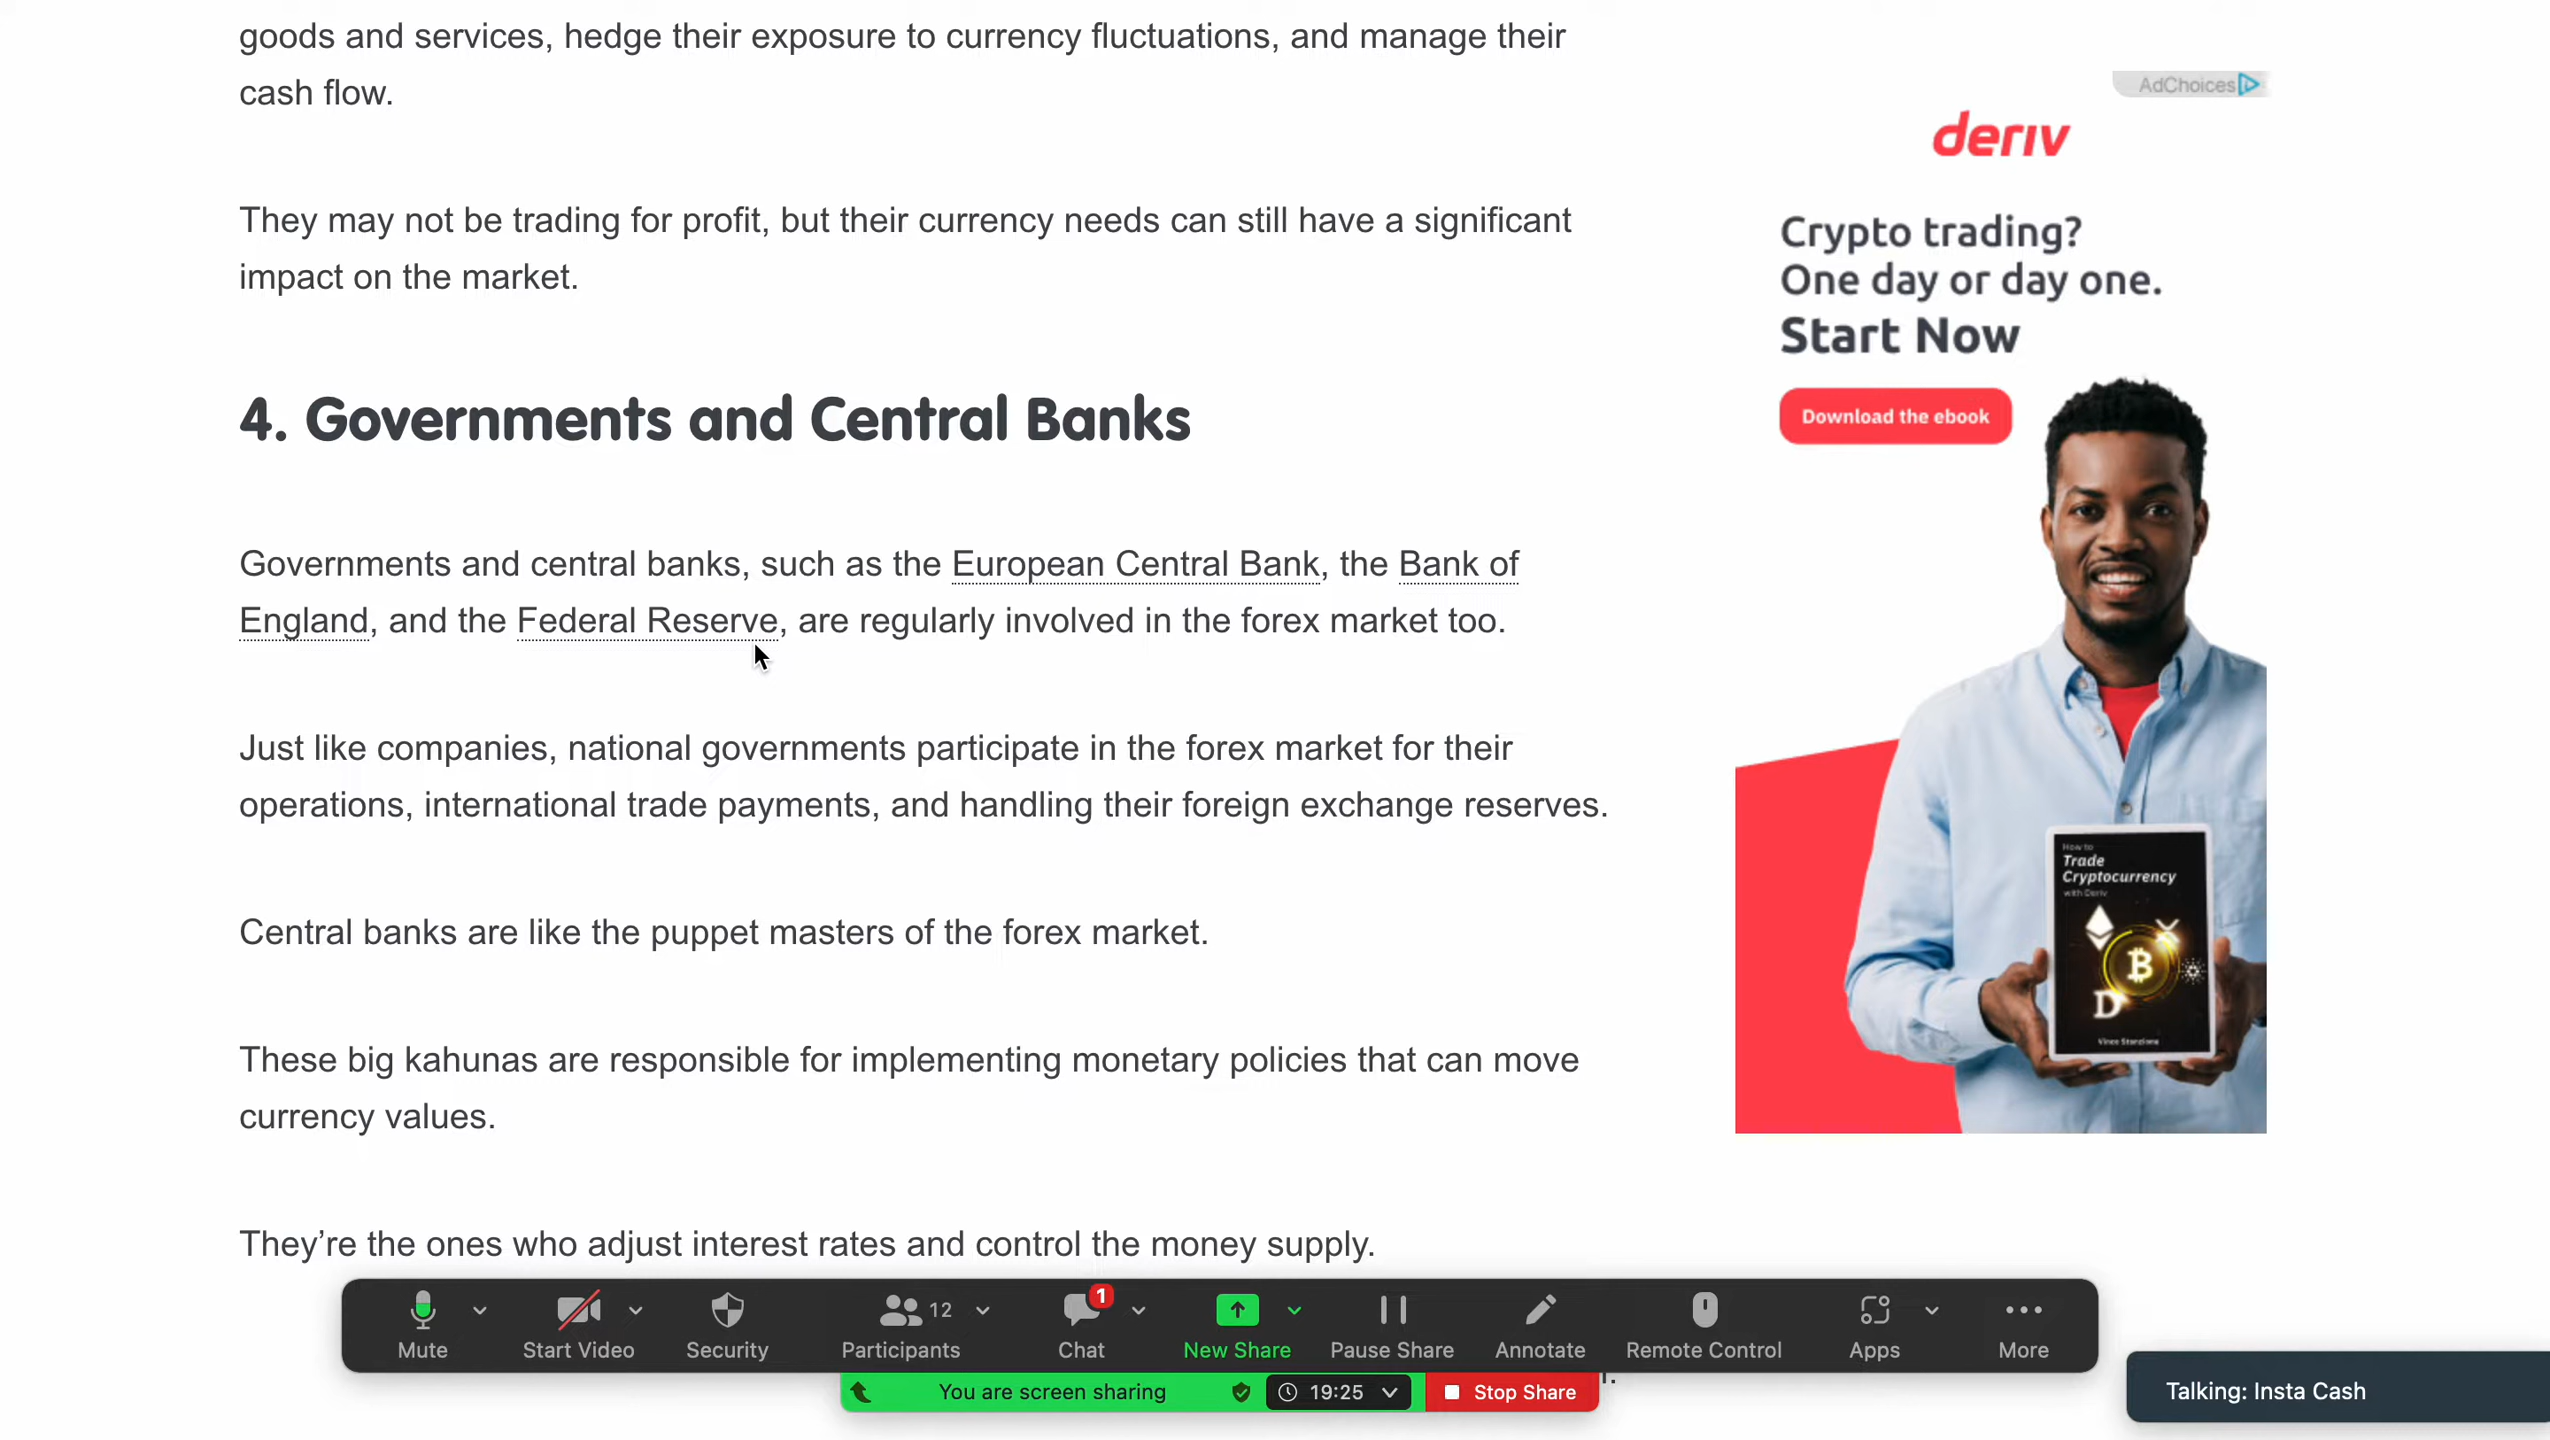 goods and services, hedge their exposure to currency fluctuations, and manage their
cash flow.
They may not be trading for profit, but their currency needs can still have a significant
impact on the market.
4. Governments and Central Banks
Governments and central banks, such as the European Central Bank, the Bank of
England, and the Federal Reserve, are regularly involved in the forex market too.
Just like companies, national governments participate in the forex market for their
operations, international trade payments, and handling their foreign exchange reserves.
Central banks are like the puppet masters of the forex market.
These big kahunas are responsible for implementing monetary policies that can move
currency values.
They’re the ones who adjust interest rates and control the money supply.
AdChoices
deriv
Crypto trading?
One day or day one.
Start Now
Download the ebook
How to
Trade
Cryptocurrency
with Deriv
Vince Stanzione
12
1
Mute
Start Video
Security
Participants
Chat
New Share
Pause Share
Annotate
Remote Control
Apps
More
You are screen sharing
19:25
Stop Share
Talking: Insta Cash